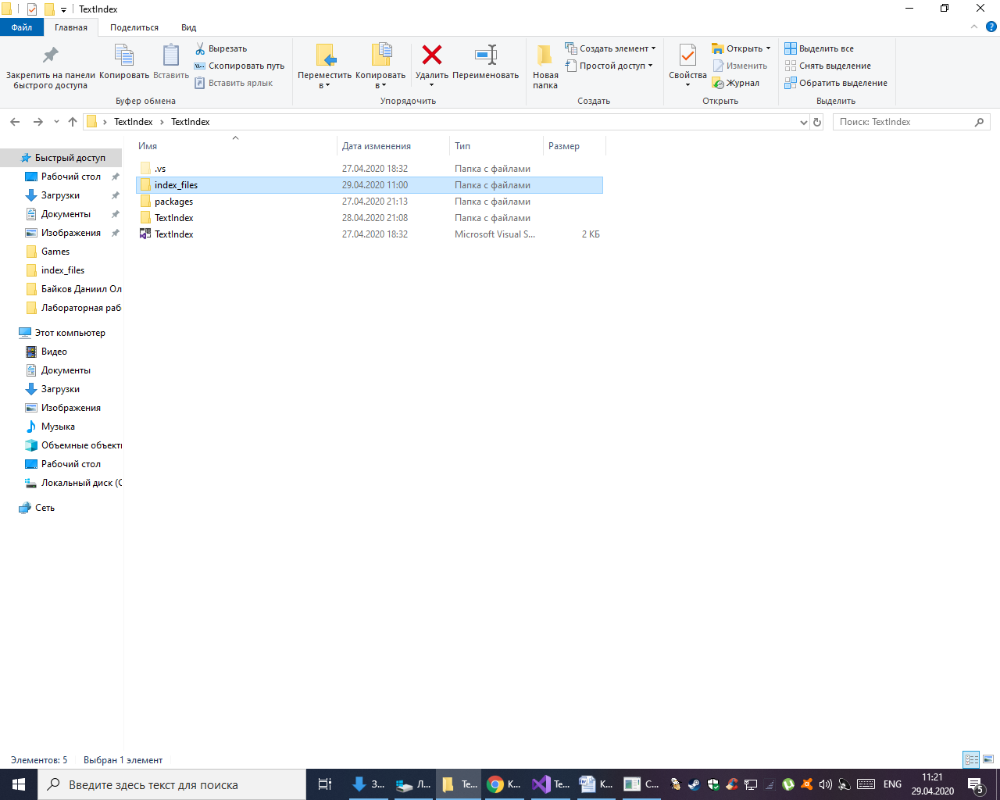 TextIndex
Файл Главная Поделиться Вид
Закрепить на панели быстрого доступа
Копировать
Вставить
Вырезать
Скопировать путь
Вставить ярлык
Буфер обмена
Переместить в
Копировать в
Удалить
Переименовать
Упорядочить
Новая папка
Создать элемент
Простой доступ
Создать
Свойства
Открыть
Изменить
Журнал
Открыть
Выделить все
Снять выделение
Обратить выделение
Выделить
TextIndex TextIndex
Поиск: TextIndex
Быстрый доступ
Рабочий стол
Загрузки
Документы
Изображения
Games
index_files
Байков Даниил Ол
Лабораторная раб
Этот компьютер
Видео
Документы
Загрузки
Изображения
Музыка
Объемные объект
Рабочий стол
Локальный диск (C
Сеть
Имя Дата изменения Тип Размер
.vs 27.04.2020 18:32 Папка с файлами
index_files 29.04.2020 11:00 Папка с файлами
packages 27.04.2020 21:13 Папка с файлами
TextIndex 28.04.2020 21:08 Папка с файлами
TextIndex 27.04.2020 18:32 Microsoft Visual S... 2 КБ
Элементов: 5 Выбран 1 элемент
Введите здесь текст для поиска
З... Л... Te... К... Te... К... С...
ENG
11:21
29.04.2020
5